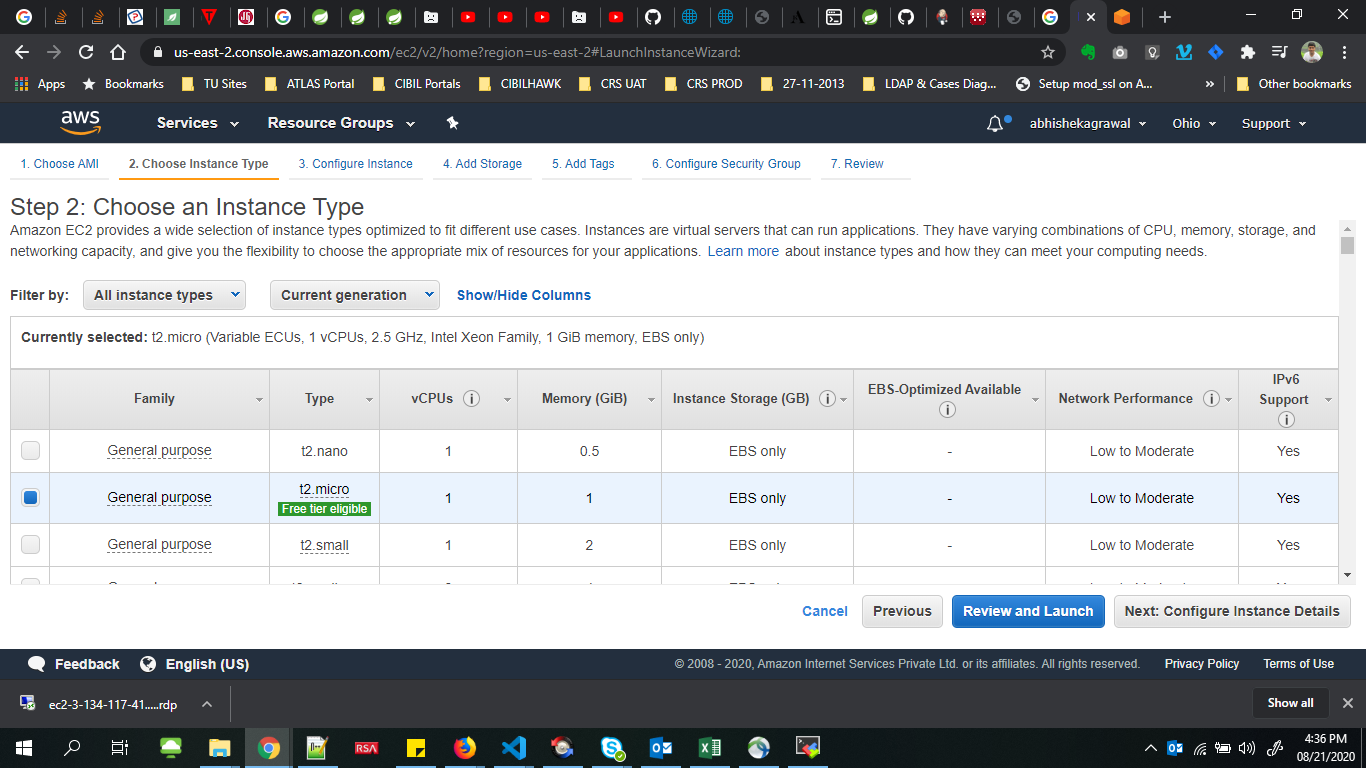 us-east-2.console.aws.amazon.com/ec2/v2/home?region=us-east-2#LaunchInstanceWizard:
Apps Bookmarks TU Sites ATLAS Portal CIBIL Portals CIBILHAWK CRS UAT CRS PROD 27-11-2013 LDAP & Cases Diag... Setup mod_ssl on A... » Other bookmarks
aws Services Resource Groups abhishekagrawal Ohio Support
1. Choose AMI 2. Choose Instance Type 3. Configure Instance 4. Add Storage 5. Add Tags 6. Configure Security Group 7. Review
Step 2: Choose an Instance Type
Amazon EC2 provides a wide selection of instance types optimized to fit different use cases. Instances are virtual servers that can run applications. They have varying combinations of CPU, memory, storage, and
networking capacity, and give you the flexibility to choose the appropriate mix of resources for your applications. Learn more about instance types and how they can meet your computing needs.
Filter by: All instance types Current generation Show/Hide Columns
Currently selected: t2.micro (Variable ECUs, 1 vCPUs, 2.5 GHz, Intel Xeon Family, 1 GiB memory, EBS only)
Family Type vCPUs Memory (GiB) Instance Storage (GB) EBS-Optimized Available Network Performance IPv6 Support
General purpose t2.nano 1 0.5 EBS only - Low to Moderate Yes
General purpose t2.micro 1 1 EBS only - Low to Moderate Yes
Free tier eligible
General purpose t2.small 1 2 EBS only - Low to Moderate Yes
Cancel Previous Review and Launch Next: Configure Instance Details
Feedback English (US) © 2008 - 2020, Amazon Internet Services Private Ltd. or its affiliates. All rights reserved. Privacy Policy Terms of Use
ec2-3-134-117-41.....rdp Show all
RSA
4:36 PM
08/21/2020